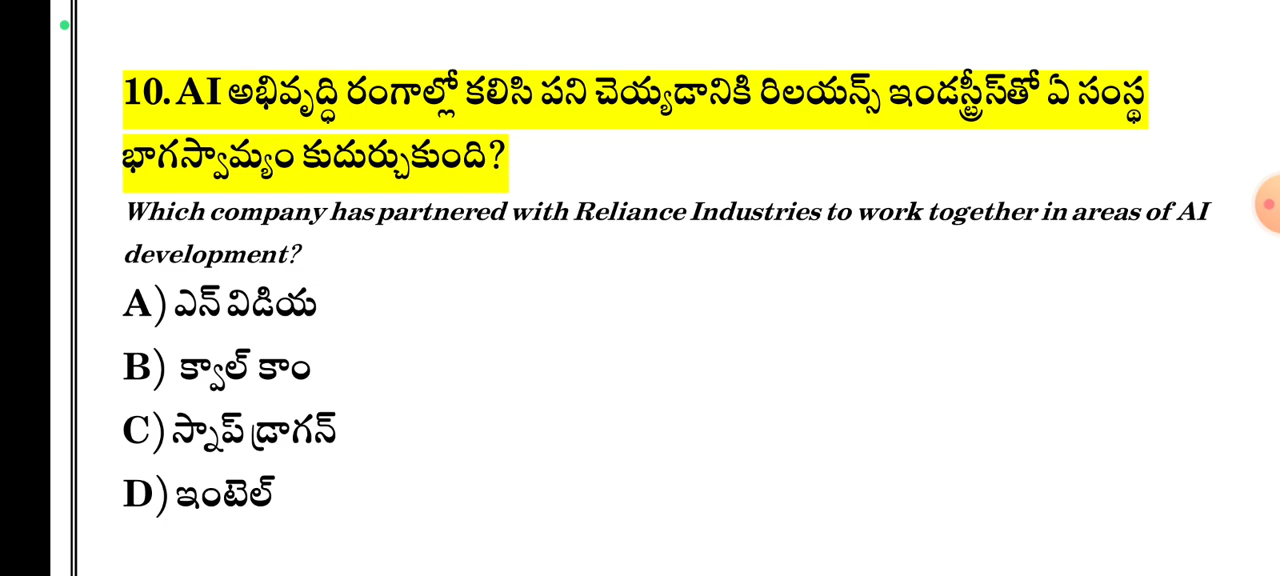 10. AI అభివృద్ధి రంగాల్లో కలిసి పని చెయ్యడానికి రిలయన్స్ ఇండస్ట్రీస్‌తో ఏ సంస్థ
భాగస్వామ్యం కుదుర్చుకుంది?
Which company has partnered with Reliance Industries to work together in areas of AI
development?
A) ఎన్ విడియ
B) క్వాల్ కాం
C) స్నాప్ డ్రాగన్
D) ఇంటెల్